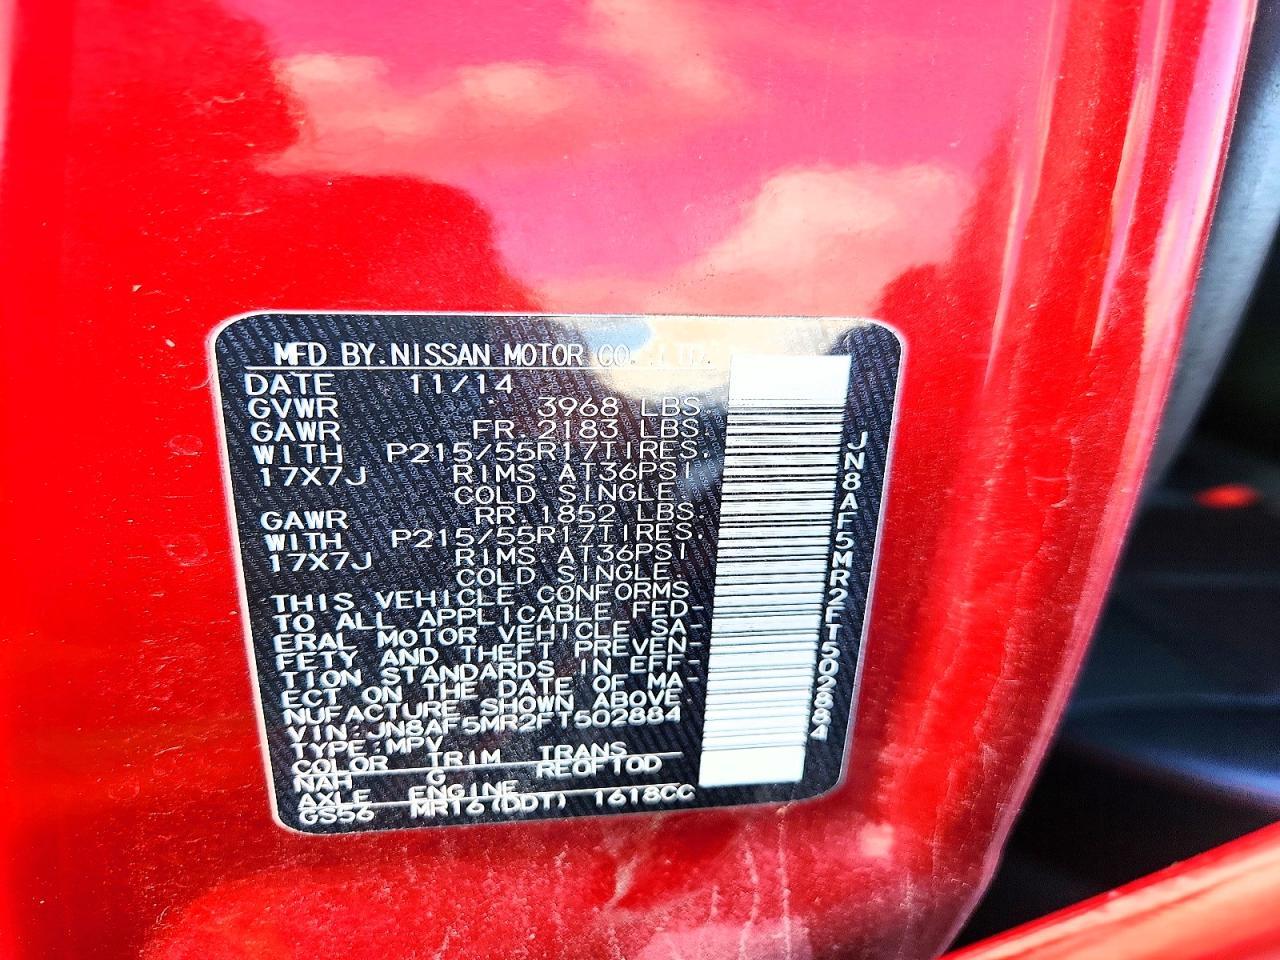 MFD BY.NISSAN MOTOR CO.,LTD.
DATE 11/14
GVWR 3968 LBS.
GAWR FR.2183 LBS.
WITH P215/55R17TIRES.
17X7J RIMS.AT36PSI
COLD SINGLE.
GAWR RR.1852 LBS.
WITH P215/55R17TIRES.
17X7J RIMS.AT36PSI
COLD SINGLE.
THIS VEHICLE CONFORMS
TO ALL APPLICABLE FED-
ERAL MOTOR VEHICLE SA-
FETY AND THEFT PREVEN-
TION STANDARDS IN EFF-
ECT ON THE DATE OF MA-
NUFACTURE SHOWN ABOVE.
VIN:JN8AF5MR2FT502884
TYPE:MPV
COLOR TRIM TRANS
NAH G RE0F10D
AXLE ENGINE
GS56 MR16(DDT) 1618CC
JN8AF5MR2FT502884